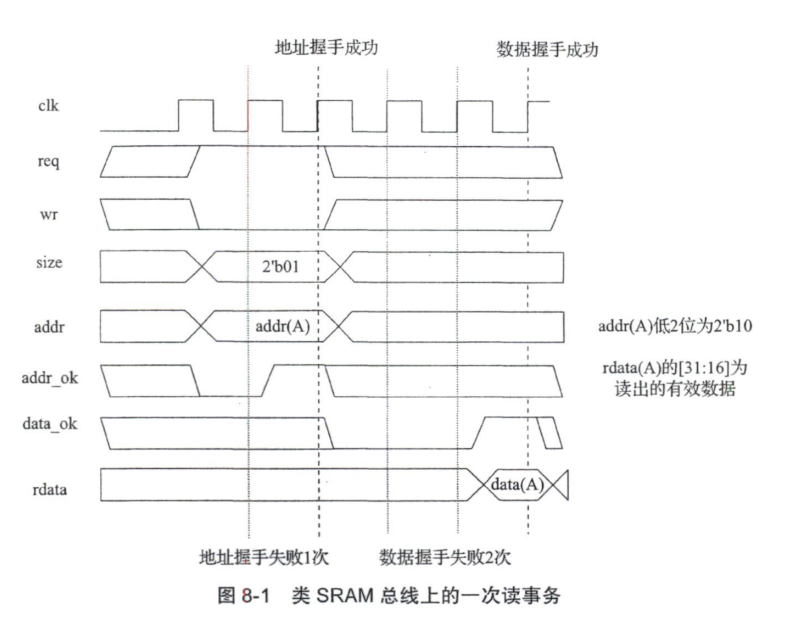 地址握手成功
数据握手成功
clk
req
wr
size
2'b01
addr
addr(A)
addr(A)低2位为2'b10
addr_ok
rdata(A)的[31:16]为
读出的有效数据
data_ok
rdata
data(A)
地址握手失败1次
数据握手失败2次
图 8-1 类 SRAM 总线上的一次读事务